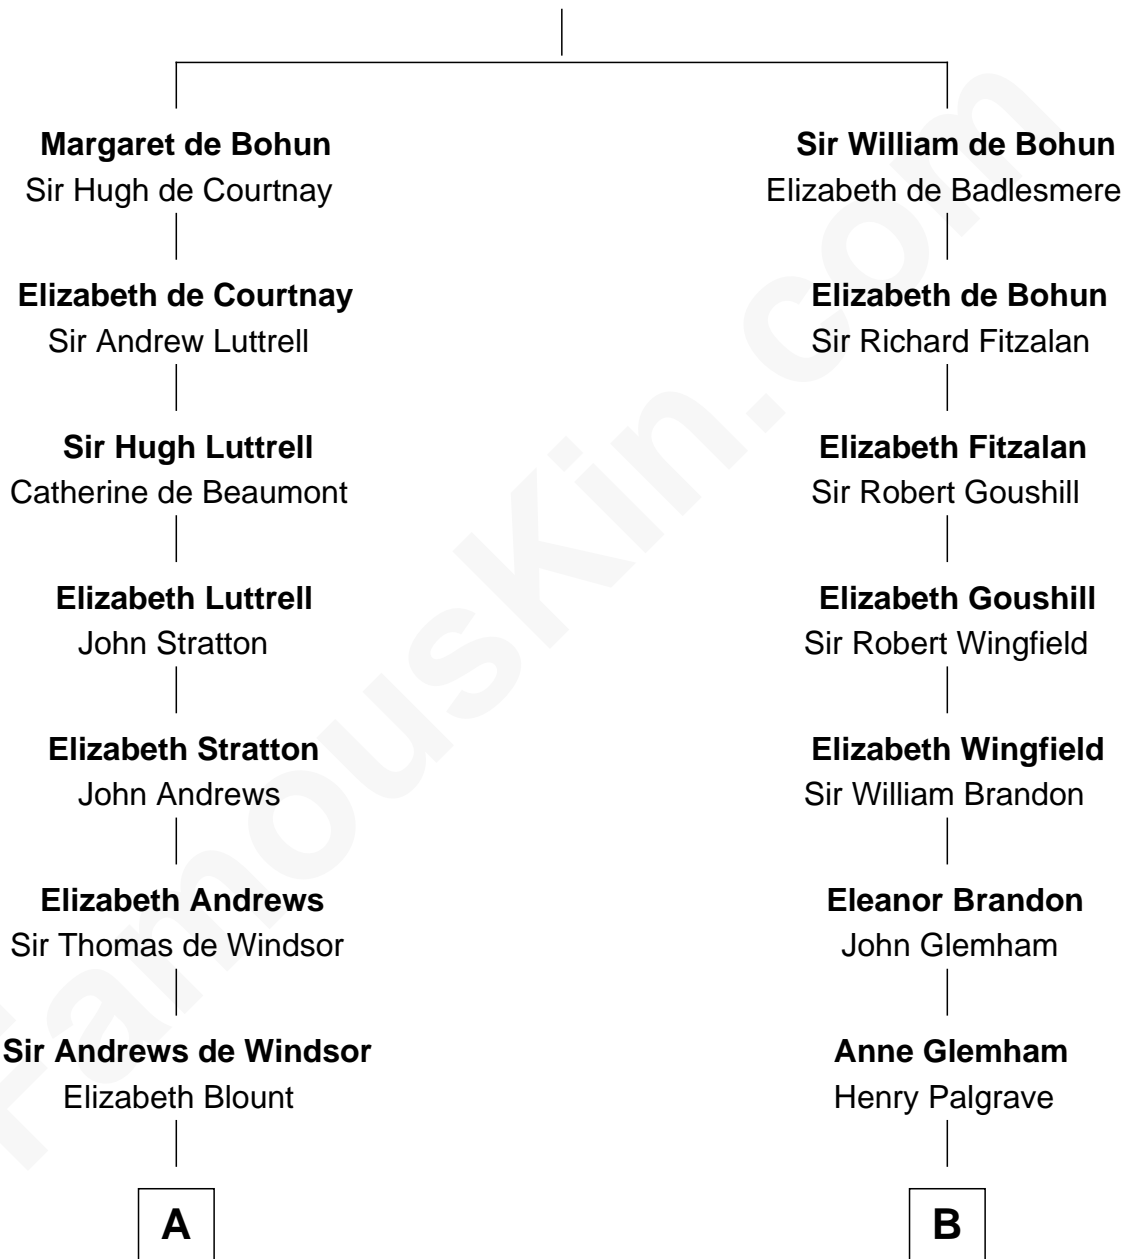 Margaret de Bohun
Sir Hugh de Courtnay
Elizabeth de Courtnay
Sir Andrew Luttrell
Sir Hugh Luttrell
Catherine de Beaumont
Elizabeth Luttrell
John Stratton
Elizabeth Stratton
John Andrews
Elizabeth Andrews
Sir Thomas de Windsor
Sir Andrews de Windsor
Elizabeth Blount
A
Sir William de Bohun
Elizabeth de Badlesmere
Elizabeth de Bohun
Sir Richard Fitzalan
Elizabeth Fitzalan
Sir Robert Goushill
Elizabeth Goushill
Sir Robert Wingfield
Elizabeth Wingfield
Sir William Brandon
Eleanor Brandon
John Glemham
Anne Glemham
Henry Palgrave
B
FamousKin.com